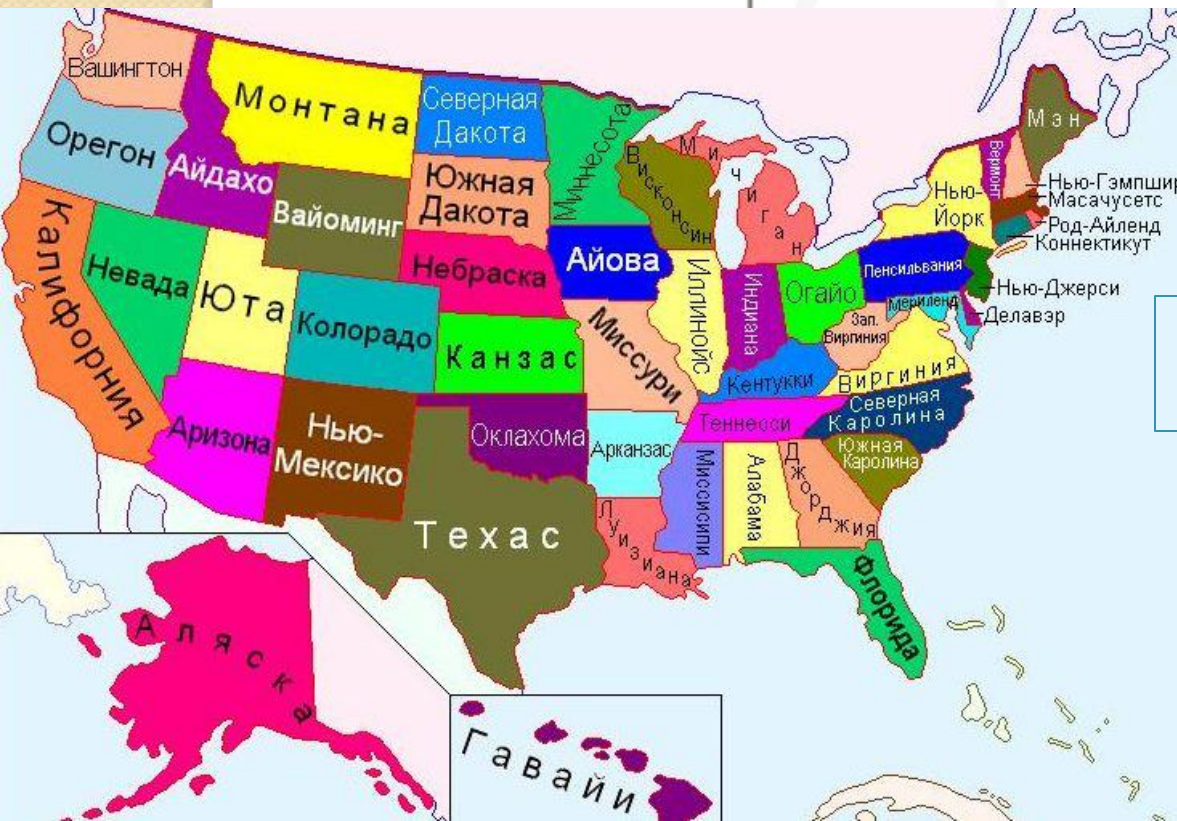 Вашингтон
Монтана
Северная
Дакота
Миннесота
Мэн
Орегон
Айдахо
Южная
Дакота
Висконсин
Мичиган
Вермонт
Нью-Гэмпшир
Масачусетс
Нью-
Йорк
Род-Айленд
Коннектикут
Вайоминг
Калифорния
Невада
Юта
Небраска
Айова
Иллинойс
Индиана
Огайо
Пенсильвания
Нью-Джерси
Мериленд
Делавэр
Зап.
Виргиния
Колорадо
Канзас
Миссури
Кентукки
Виргиния
Северная
Каролина
Теннесси
Аризона
Нью-
Мексико
Оклахома
Арканзас
Южная
Каролина
Миссисипи
Алабама
Джорджия
Техас
Луизиана
Флорида
Аляска
Гавайи